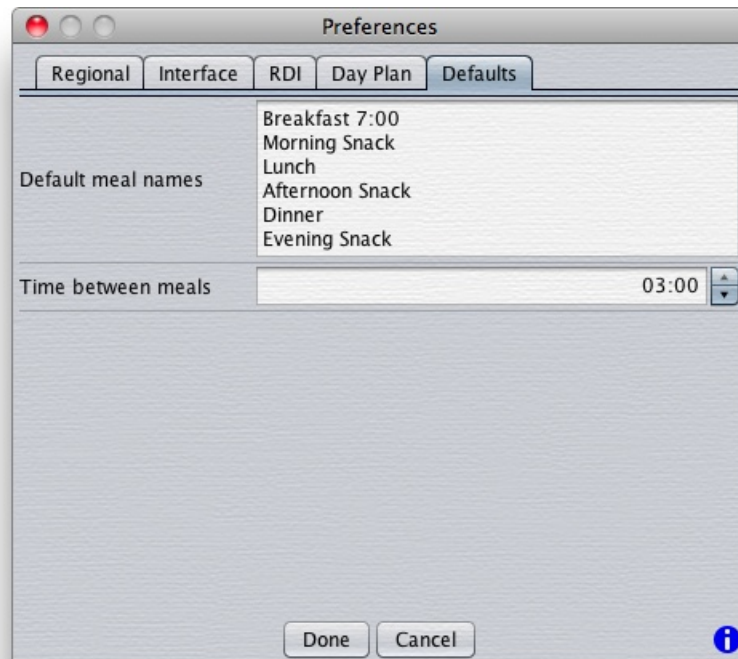 Preferences
Regional Interface RDI Day Plan Defaults
Default meal names
Breakfast 7:00
Morning Snack
Lunch
Afternoon Snack
Dinner
Evening Snack
Time between meals 03:00
Done Cancel